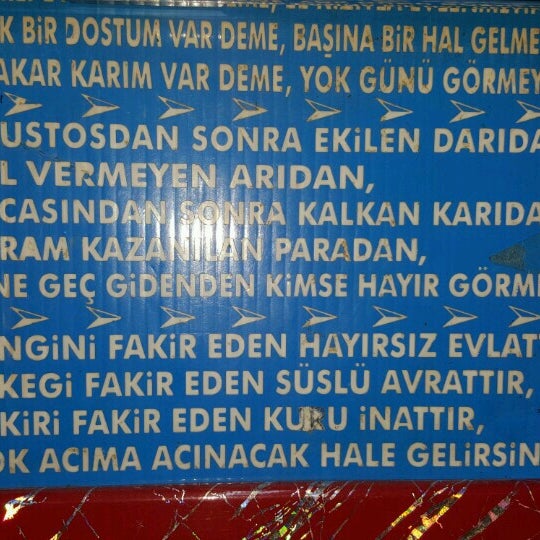 K BİR DOSTUM VAR DEME, BAŞINA BİR HAL GELME
AKAR KARIM VAR DEME, YOK GÜNÜ GÖRMEY
USTOSDAN SONRA EKİLEN DARIDA
L VERMEYEN ARIDAN,
CASINDAN SONRA KALKAN KARIDA
RAM KAZANILAN PARADAN,
NE GEÇ GİDENDEN KİMSE HAYIR GÖRM
NGİNİ FAKİR EDEN HAYIRSIZ EVLAT
KEGİ FAKİR EDEN SÜSLÜ AVRATTIR,
KİRİ FAKİR EDEN KURU İNATTIR,
OK ACIMA ACINACAK HALE GELİRSİN